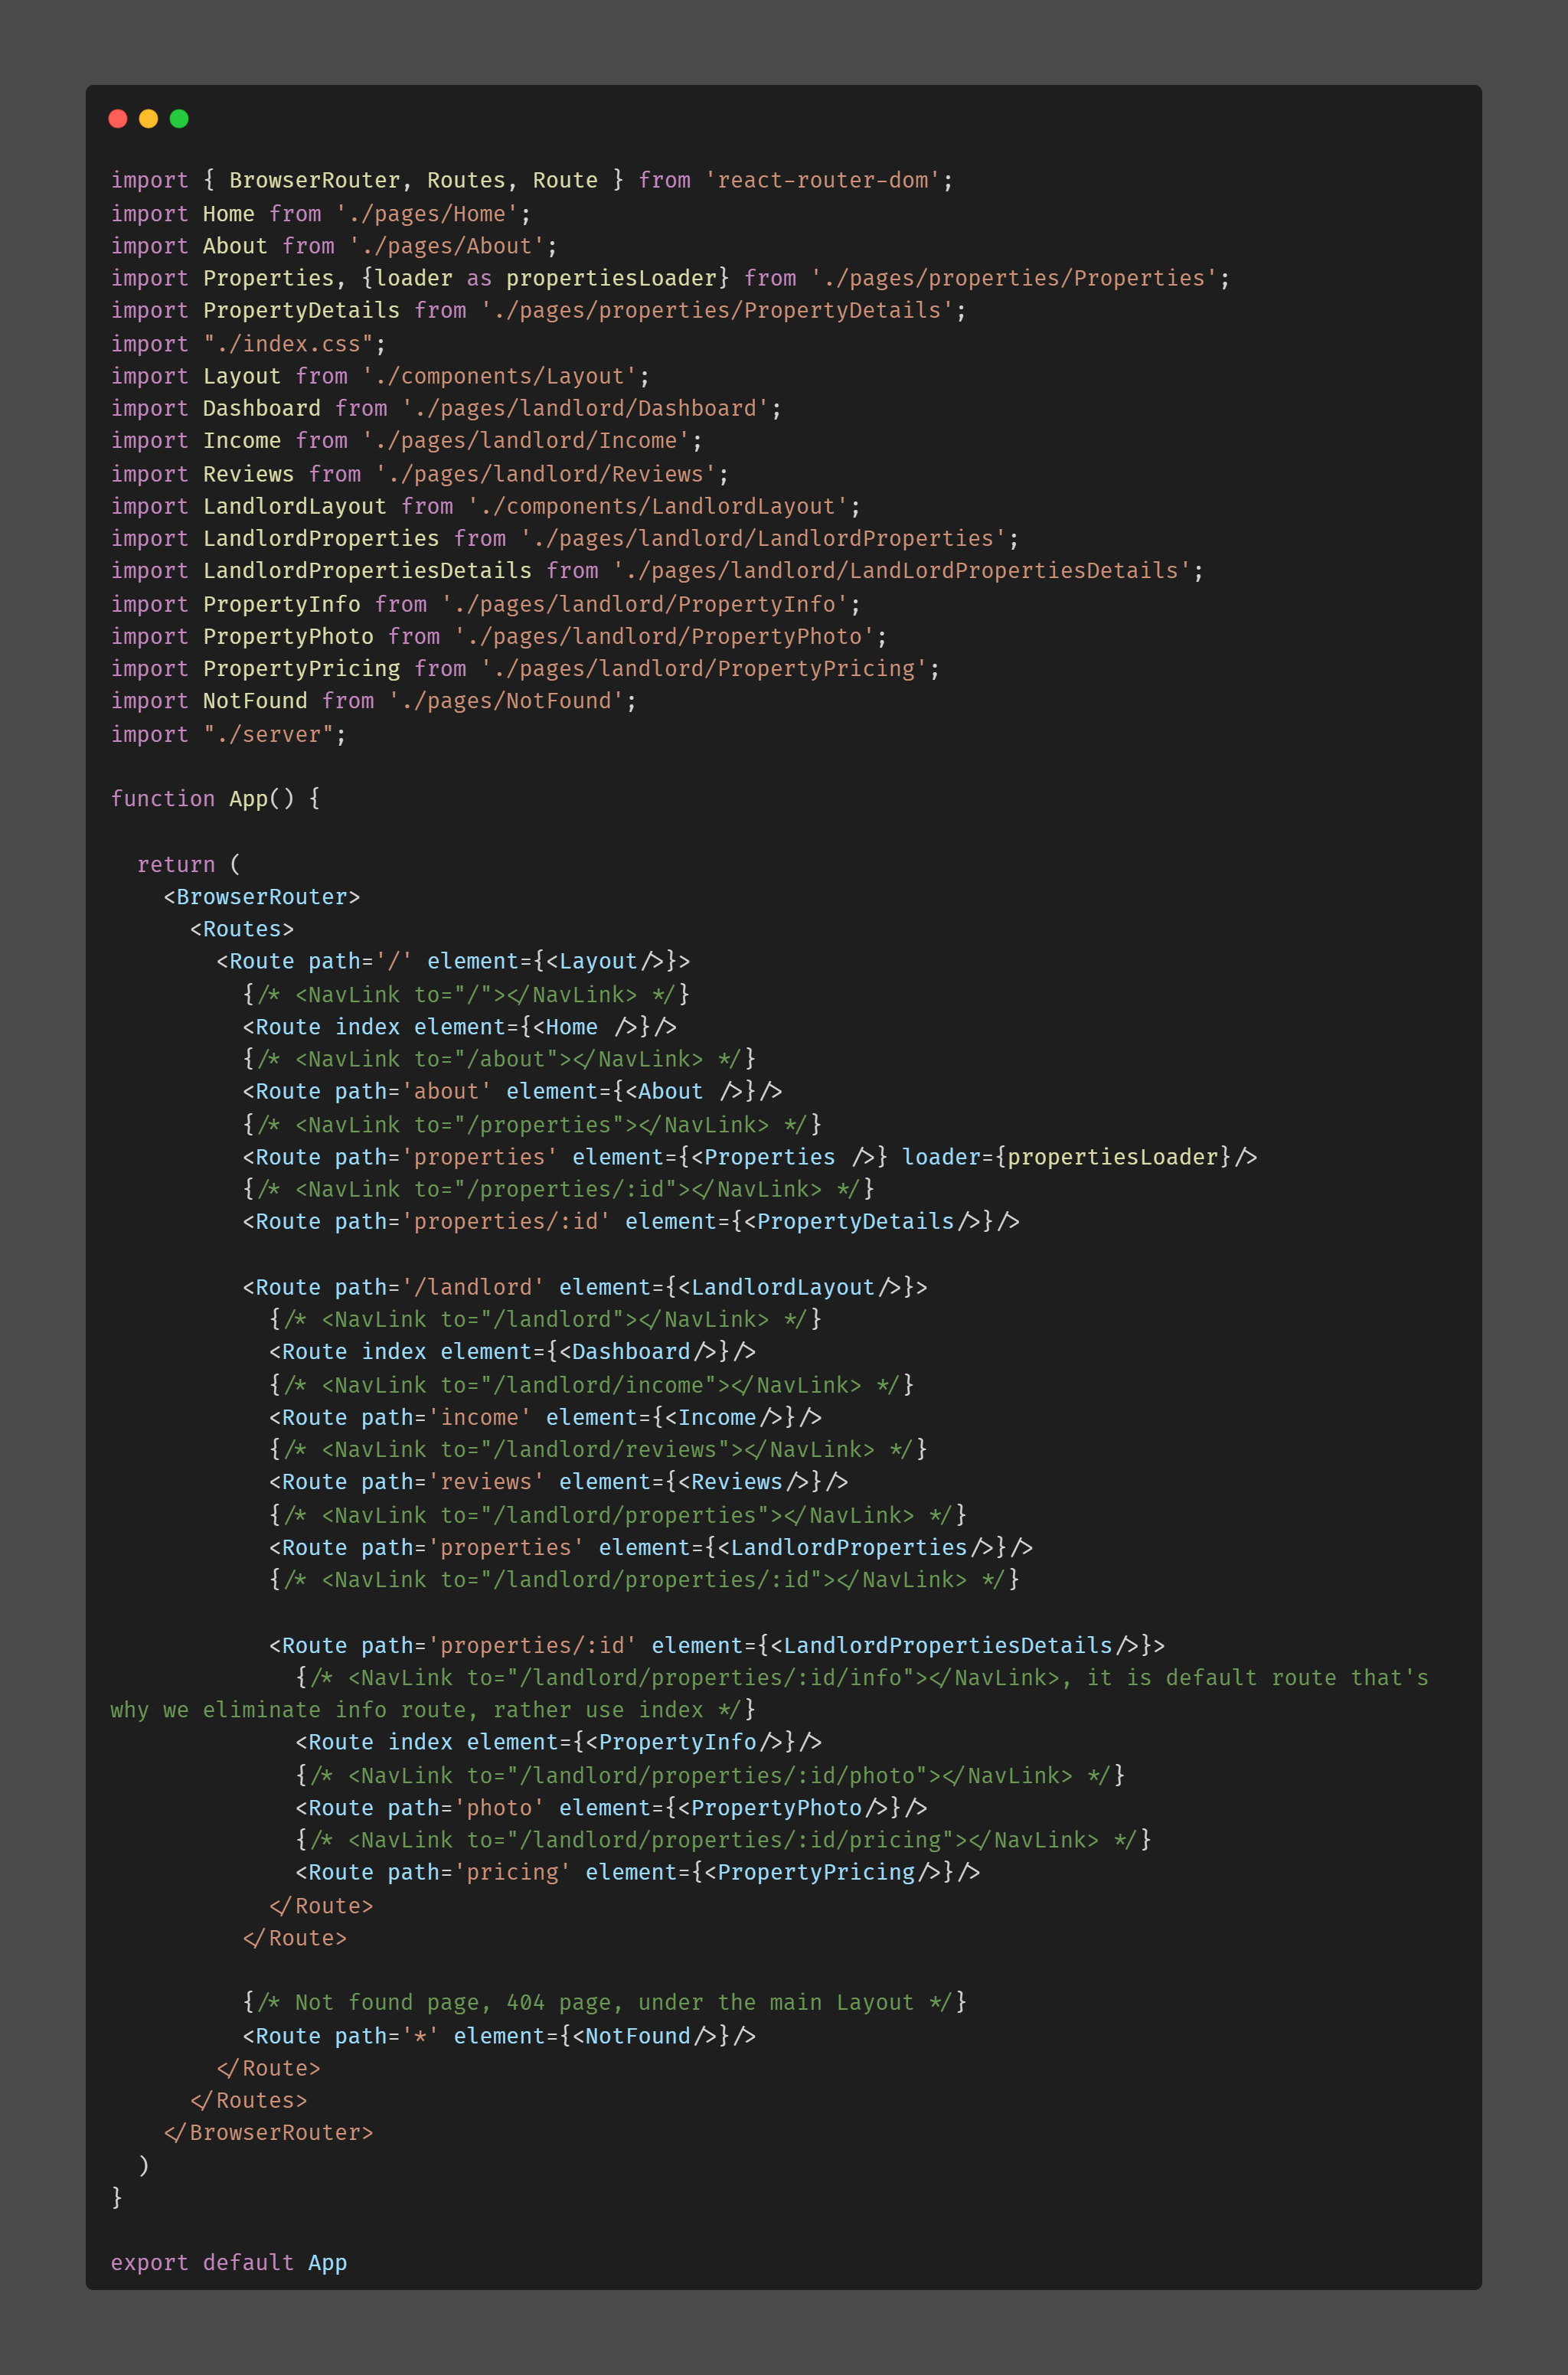 import { BrowserRouter, Routes, Route } from 'react-router-dom';
import Home from './pages/Home';
import About from './pages/About';
import Properties, {loader as propertiesLoader} from './pages/properties/Properties';
import PropertyDetails from './pages/properties/PropertyDetails';
import "./index.css";
import Layout from './components/Layout';
import Dashboard from './pages/landlord/Dashboard';
import Income from './pages/landlord/Income';
import Reviews from './pages/landlord/Reviews';
import LandlordLayout from './components/LandlordLayout';
import LandlordProperties from './pages/landlord/LandlordProperties';
import LandlordPropertiesDetails from './pages/landlord/LandLordPropertiesDetails';
import PropertyInfo from './pages/landlord/PropertyInfo';
import PropertyPhoto from './pages/landlord/PropertyPhoto';
import PropertyPricing from './pages/landlord/PropertyPricing';
import NotFound from './pages/NotFound';
import "./server";

function App() {

  return (
    <BrowserRouter>
      <Routes>
        <Route path='/' element={<Layout/>}>
          {/* <NavLink to="/"></NavLink> */}
          <Route index element={<Home />}/>
          {/* <NavLink to="/about"></NavLink> */}
          <Route path='about' element={<About />}/>
          {/* <NavLink to="/properties"></NavLink> */}
          <Route path='properties' element={<Properties />} loader={propertiesLoader}/>
          {/* <NavLink to="/properties/:id"></NavLink> */}
          <Route path='properties/:id' element={<PropertyDetails/>}/>

          <Route path='/landlord' element={<LandlordLayout/>}>
            {/* <NavLink to="/landlord"></NavLink> */}
            <Route index element={<Dashboard/>}/>
            {/* <NavLink to="/landlord/income"></NavLink> */}
            <Route path='income' element={<Income/>}/>
            {/* <NavLink to="/landlord/reviews"></NavLink> */}
            <Route path='reviews' element={<Reviews/>}/>
            {/* <NavLink to="/landlord/properties"></NavLink> */}
            <Route path='properties' element={<LandlordProperties/>}/>
            {/* <NavLink to="/landlord/properties/:id"></NavLink> */}

            <Route path='properties/:id' element={<LandlordPropertiesDetails/>}>
              {/* <NavLink to="/landlord/properties/:id/info"></NavLink>, it is default route that's
why we eliminate info route, rather use index */}
              <Route index element={<PropertyInfo/>}/>
              {/* <NavLink to="/landlord/properties/:id/photo"></NavLink> */}
              <Route path='photo' element={<PropertyPhoto/>}/>
              {/* <NavLink to="/landlord/properties/:id/pricing"></NavLink> */}
              <Route path='pricing' element={<PropertyPricing/>}/>
            </Route>
          </Route>

          {/* Not found page, 404 page, under the main Layout */}
          <Route path='*' element={<NotFound/>}/>
        </Route>
      </Routes>
    </BrowserRouter>
  )
}

export default App